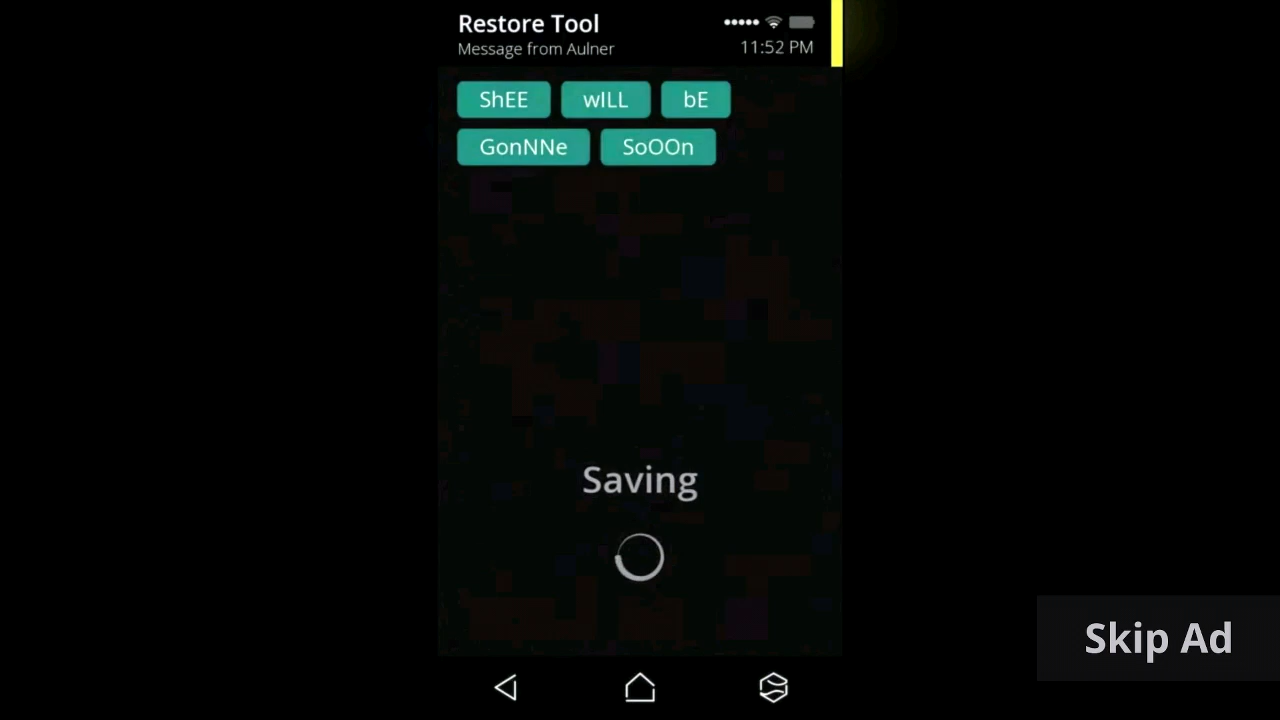 Restore Tool
Message from Aulner
11:52 PM
ShEE wILL bE
GonNNe SoOOn
Saving
Skip Ad